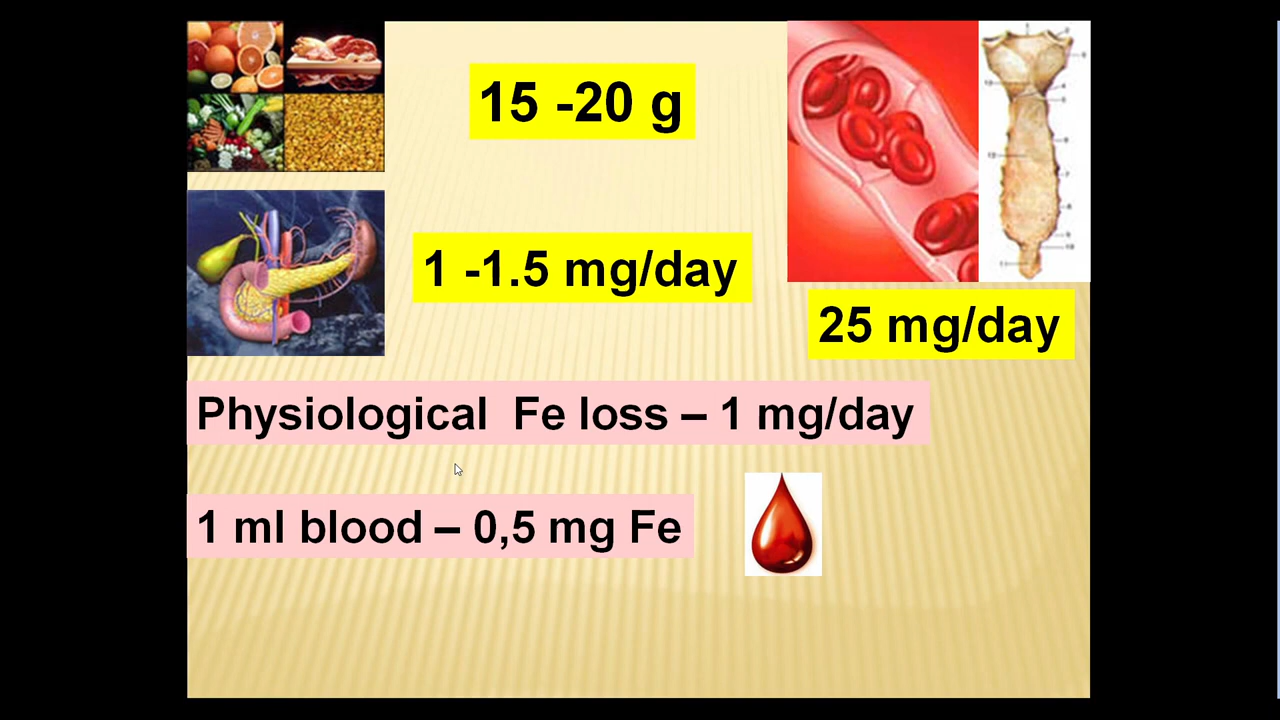 15 -20 g
1 -1.5 mg/day
25 mg/day
Physiological  Fe loss – 1 mg/day
1 ml blood – 0,5 mg Fe